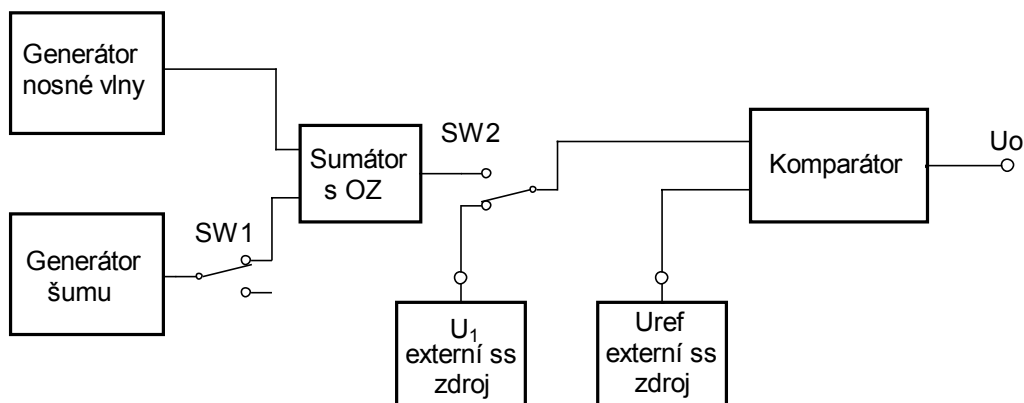 Generátor
nosné vlny
SW2
Sumátor
s OZ
Komparátor
Uo
SW1
Generátor
šumu
U₁
externí ss
zdroj
Uref
externí ss
zdroj